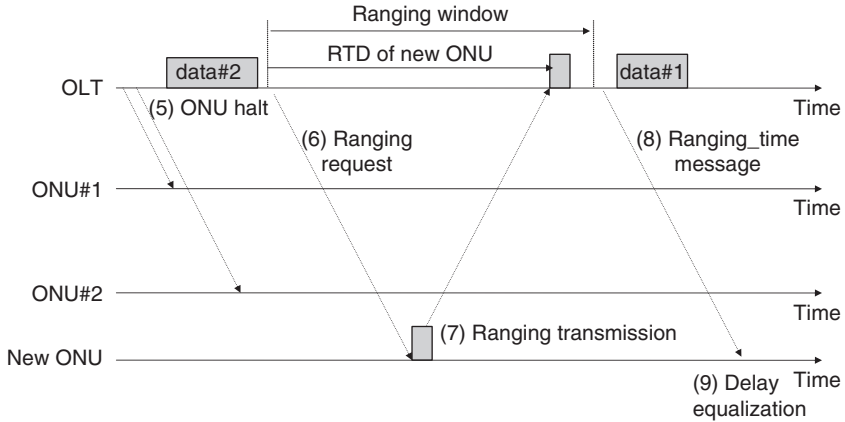 Ranging window
RTD of new ONU
data#2
data#1
OLT
Time
(5) ONU halt
(6) Ranging
request
(8) Ranging_time
message
ONU#1
Time
ONU#2
Time
(7) Ranging transmission
New ONU
Time
(9) Delay
equalization